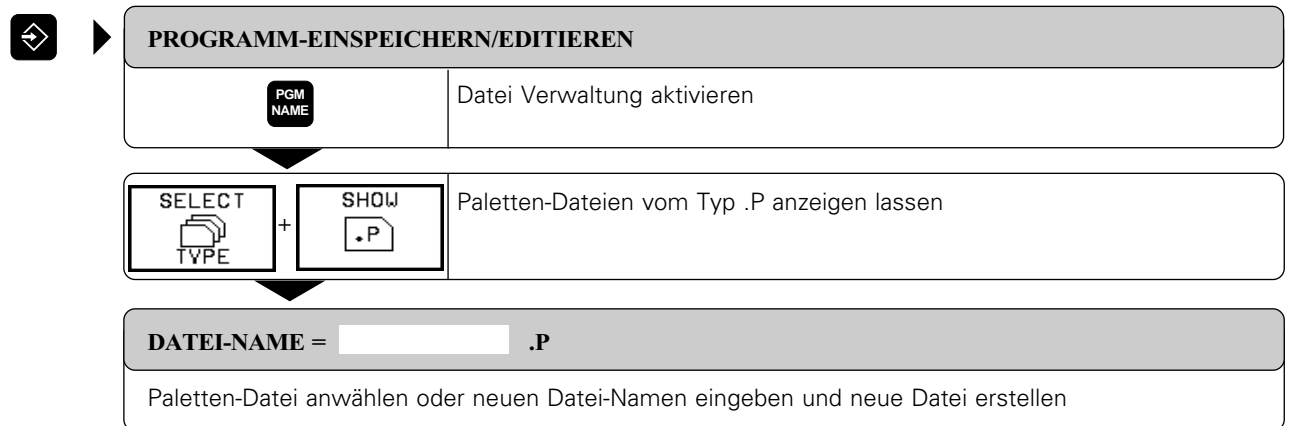 PROGRAMM-EINSPEICHERN/EDITIEREN
PGM
NAME
Datei Verwaltung aktivieren
SELECT
TYPE
+
SHOW
.P
Paletten-Dateien vom Typ .P anzeigen lassen
DATEI-NAME = .P
Paletten-Datei anwählen oder neuen Datei-Namen eingeben und neue Datei erstellen